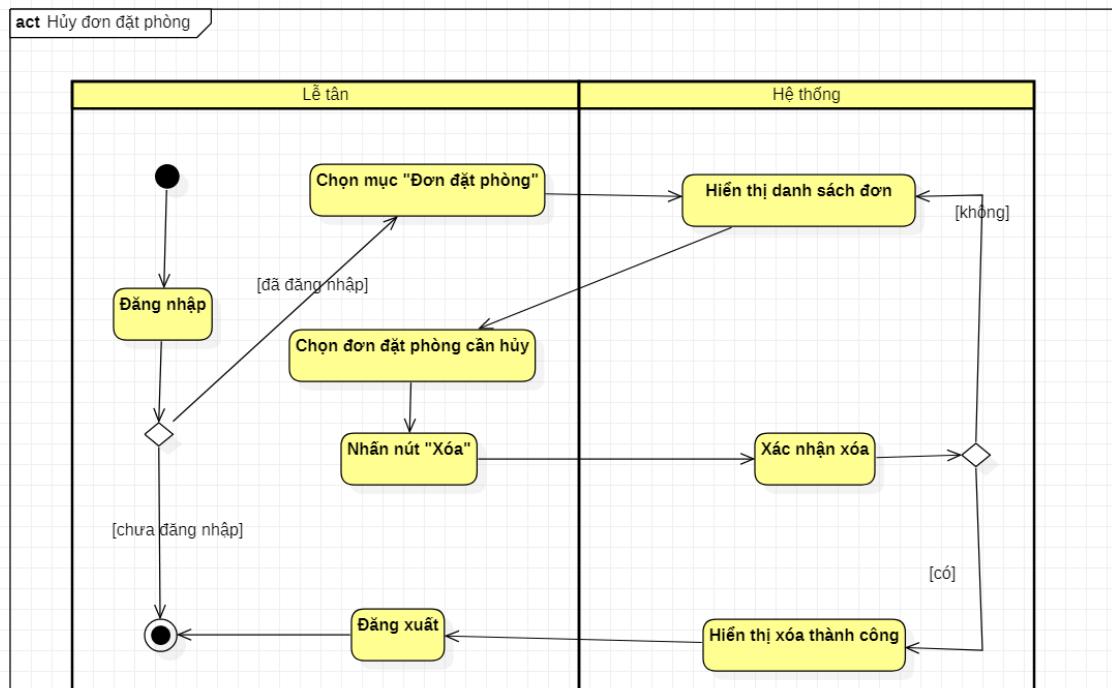 act Hủy đơn đặt phòng
Lễ tân
Hệ thống
Chọn mục "Đơn đặt phòng"
Hiển thị danh sách đơn
[không]
[đã đăng nhập]
Đăng nhập
Chọn đơn đặt phòng cần hủy
Nhấn nút "Xóa"
Xác nhận xóa
[chưa đăng nhập]
[có]
Đăng xuất
Hiển thị xóa thành công